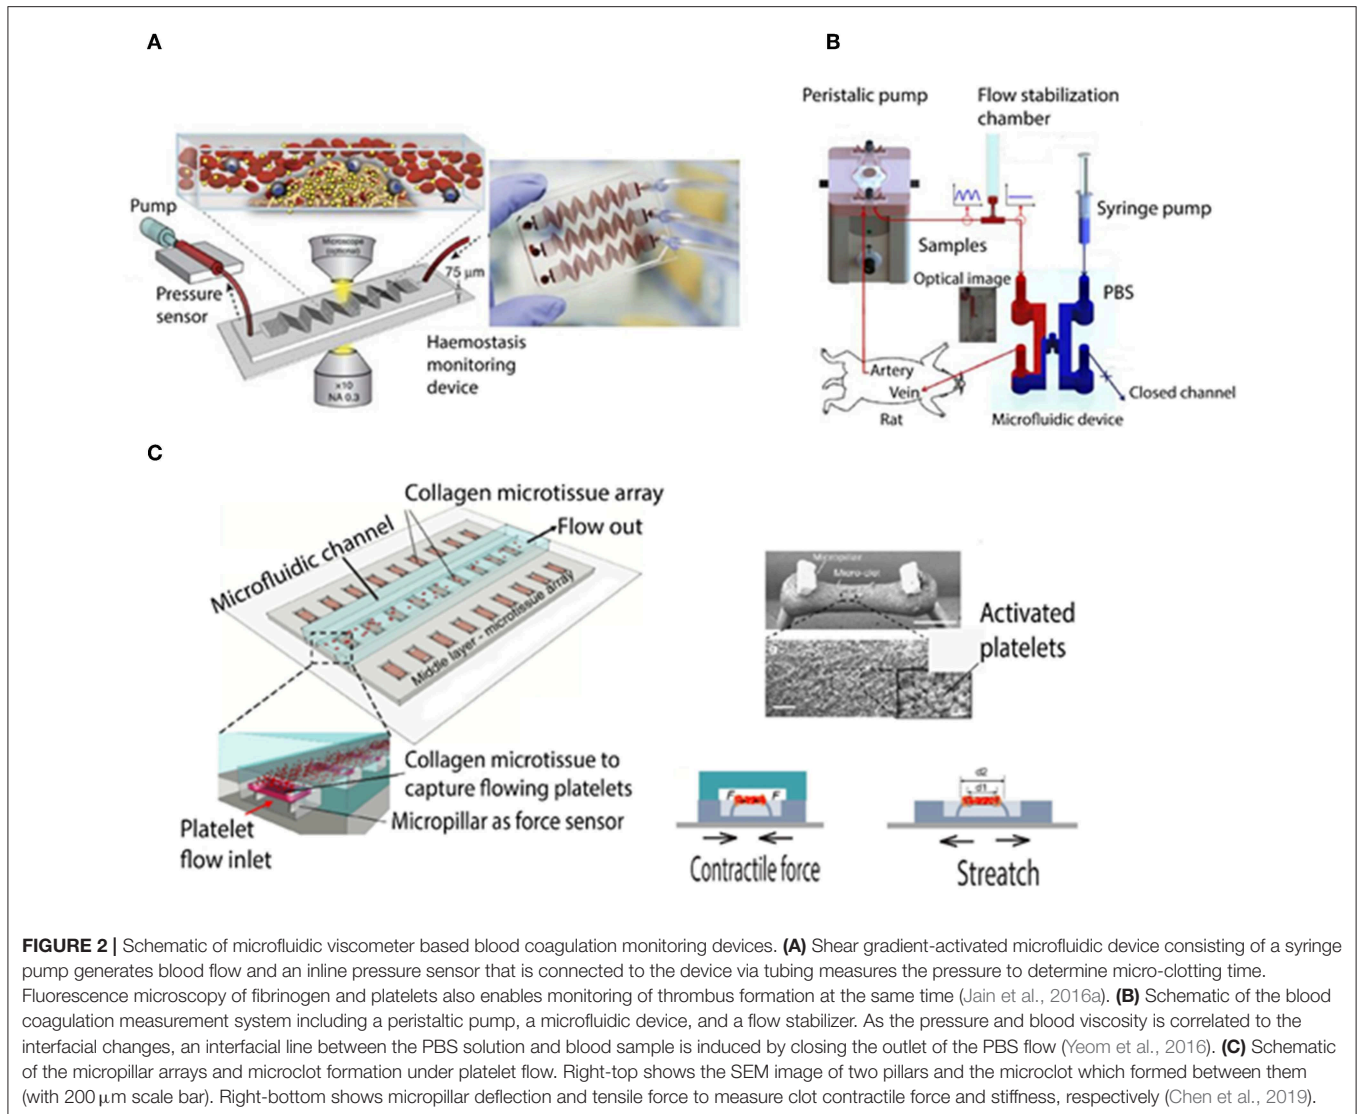 A
Pump
Pressure
sensor
Microscope
(optional)
75 μm
×10
NA 0.3
Haemostasis
monitoring
device
B
Peristalic pump
Flow stabilization
chamber
Syringe pump
Samples
Optical image
PBS
Artery
Vein
Rat
Closed channel
Microfluidic device
C
Collagen microtissue array
Flow out
Microfluidic channel
Middle layer - microtissue array
Collagen microtissue to
capture flowing platelets
Micropillar as force sensor
Platelet
flow inlet
Micropillar
Micro-clot
Activated
platelets
F
F
Contractile force
d2
d1
Streatch
FIGURE 2 | Schematic of microfluidic viscometer based blood coagulation monitoring devices. (A) Shear gradient-activated microfluidic device consisting of a syringe
pump generates blood flow and an inline pressure sensor that is connected to the device via tubing measures the pressure to determine micro-clotting time.
Fluorescence microscopy of fibrinogen and platelets also enables monitoring of thrombus formation at the same time (Jain et al., 2016a). (B) Schematic of the blood
coagulation measurement system including a peristaltic pump, a microfluidic device, and a flow stabilizer. As the pressure and blood viscosity is correlated to the
interfacial changes, an interfacial line between the PBS solution and blood sample is induced by closing the outlet of the PBS flow (Yeom et al., 2016). (C) Schematic
of the micropillar arrays and microclot formation under platelet flow. Right-top shows the SEM image of two pillars and the microclot which formed between them
(with 200 μm scale bar). Right-bottom shows micropillar deflection and tensile force to measure clot contractile force and stiffness, respectively (Chen et al., 2019).